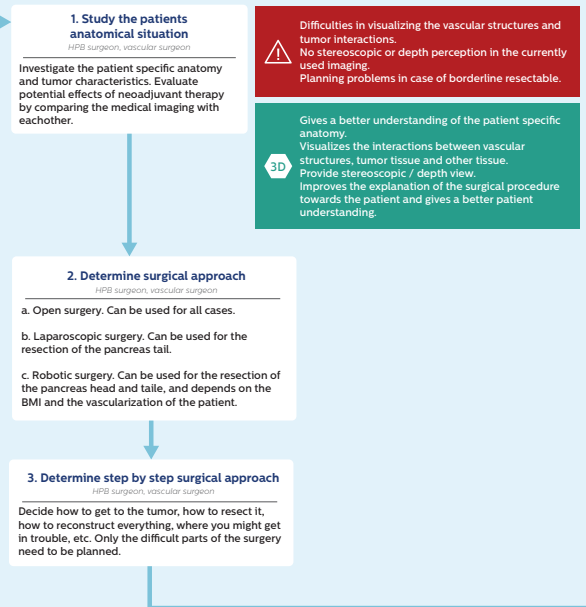 1. Study the patients
anatomical situation
HPB surgeon, vascular surgeon
Investigate the patient specific anatomy
and tumor characteristics. Evaluate
potential effects of neoadjuvant therapy
by comparing the medical imaging with
eachother.
Difficulties in visualizing the vascular structures and
tumor interactions.
No stereoscopic or depth perception in the currently
used imaging.
Planning problems in case of borderline resectable.
3D
Gives a better understanding of the patient specific
anatomy.
Visualizes the interactions between vascular
structures, tumor tissue and other tissue.
Provide stereoscopic / depth view.
Improves the explanation of the surgical procedure
towards the patient and gives a better patient
understanding.
2. Determine surgical approach
HPB surgeon, vascular surgeon
a. Open surgery. Can be used for all cases.
b. Laparoscopic surgery. Can be used for the
resection of the pancreas tail.
c. Robotic surgery. Can be used for the resection of
the pancreas head and taile, and depends on the
BMI and the vascularization of the patient.
3. Determine step by step surgical approach
HPB surgeon, vascular surgeon
Decide how to get to the tumor, how to resect it,
how to reconstruct everything, where you might get
in trouble, etc. Only the difficult parts of the surgery
need to be planned.